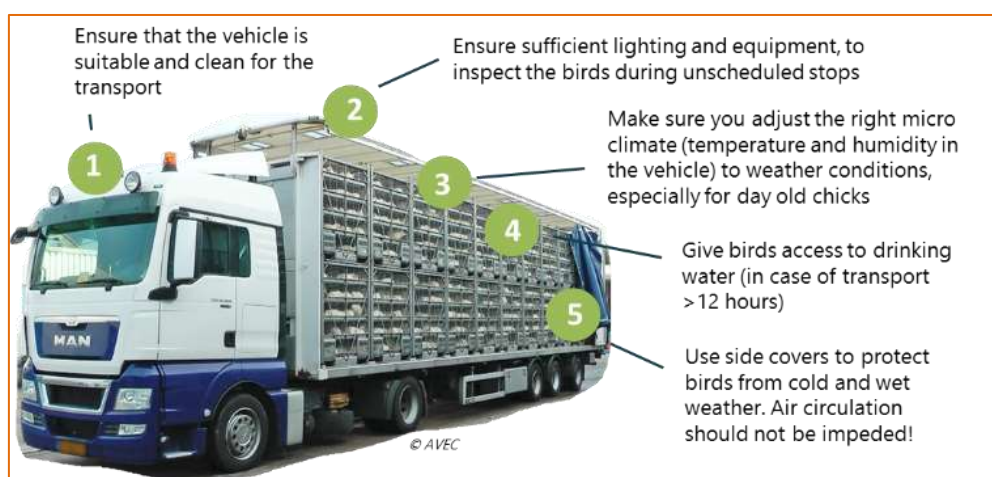 Ensure that the vehicle is
suitable and clean for the
transport
Ensure sufficient lighting and equipment, to
inspect the birds during unscheduled stops
Make sure you adjust the right micro
climate (temperature and humidity in
the vehicle) to weather conditions,
especially for day old chicks
Give birds access to drinking
water (in case of transport
>12 hours)
Use side covers to protect
birds from cold and wet
weather. Air circulation
should not be impeded!
1
2
3
4
5
MAN
© AVEC